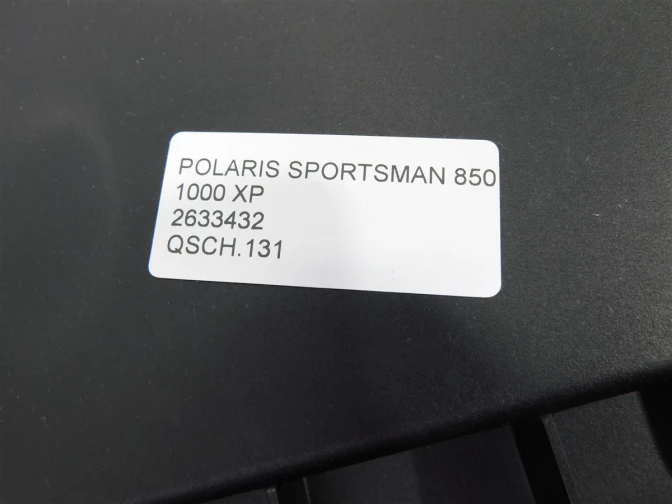 POLARIS SPORTSMAN 850
1000 XP
2633432
QSCH.131